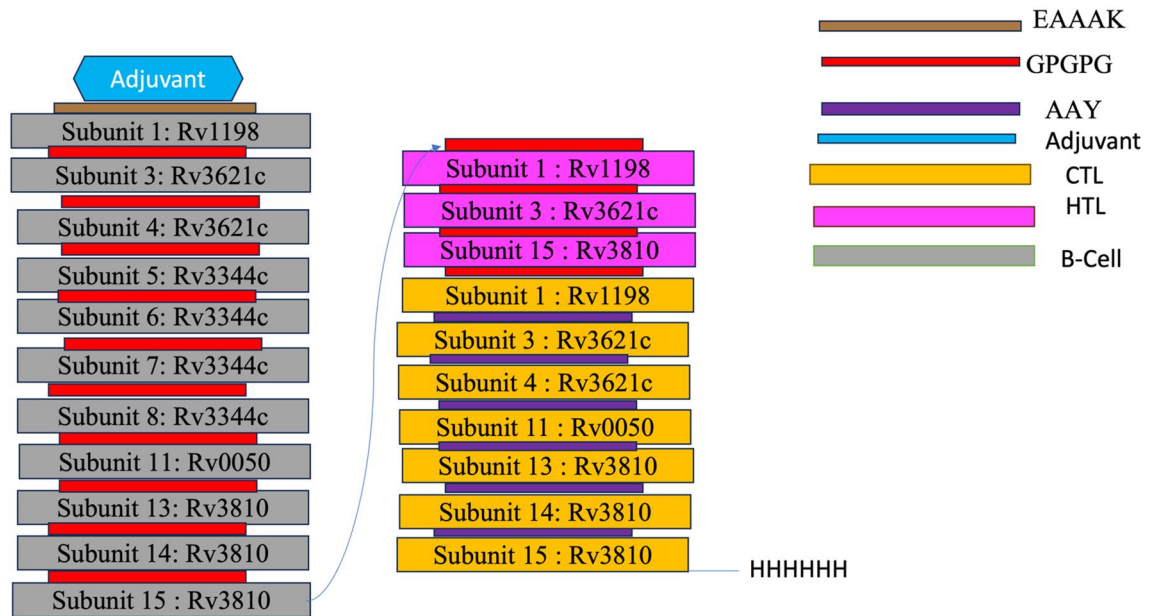 Adjuvant
Subunit 1: Rv1198
Subunit 3: Rv3621c
Subunit 4: Rv3621c
Subunit 5: Rv3344c
Subunit 6: Rv3344c
Subunit 7: Rv3344c
Subunit 8: Rv3344c
Subunit 11: Rv0050
Subunit 13: Rv3810
Subunit 14: Rv3810
Subunit 15 : Rv3810
Subunit 1 : Rv1198
Subunit 3 : Rv3621c
Subunit 15 : Rv3810
Subunit 1 : Rv1198
Subunit 3 : Rv3621c
Subunit 4 : Rv3621c
Subunit 11 : Rv0050
Subunit 13 : Rv3810
Subunit 14: Rv3810
Subunit 15 : Rv3810
HHHHHH
EAAAK
GPGPG
AAY
Adjuvant
CTL
HTL
B-Cell